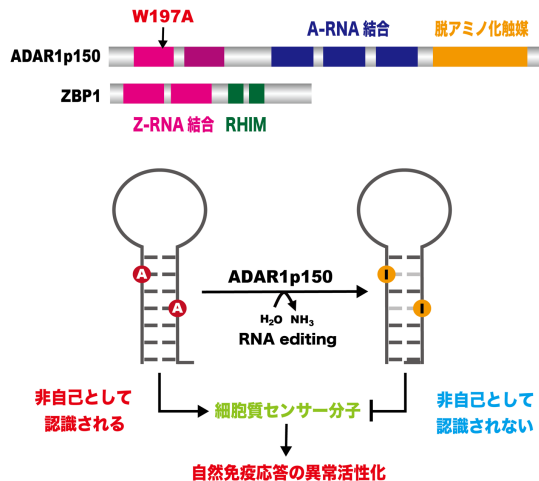 W197A
A-RNA 結合
脱アミノ化触媒
ADAR1p150
ZBP1
Z-RNA 結合
RHIM
A
A
ADAR1p150
H₂O NH₃
RNA editing
I
I
非自己として
認識される
細胞質センサー分子
非自己として
認識されない
自然免疫応答の異常活性化